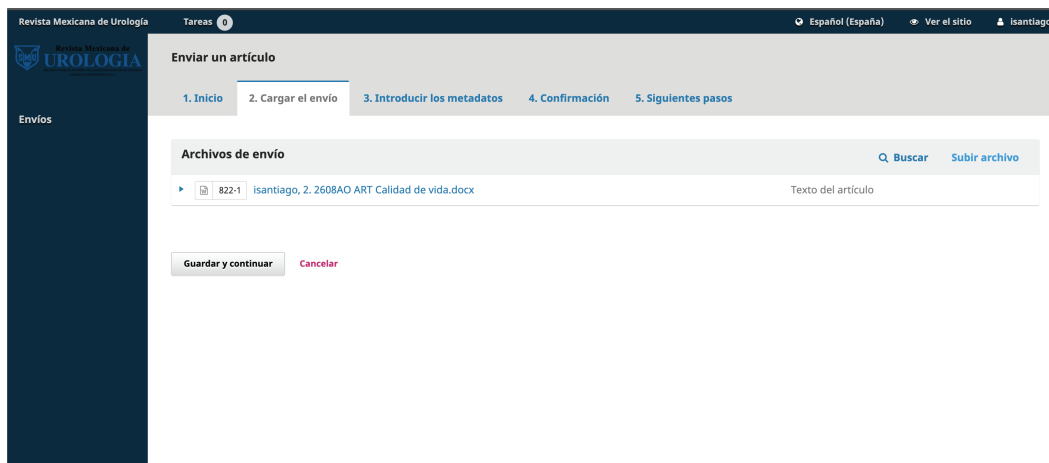 Revista Mexicana de Urología Tareas 0 Español (España) Ver el sitio isantiago
Revista Mexicana de
SMU UROLOGIA
Enviar un artículo
1. Inicio 2. Cargar el envío 3. Introducir los metadatos 4. Confirmación 5. Siguientes pasos
Envíos
Archivos de envío Buscar Subir archivo
822-1 isantiago, 2. 2608AO ART Calidad de vida.docx Texto del artículo
Guardar y continuar Cancelar